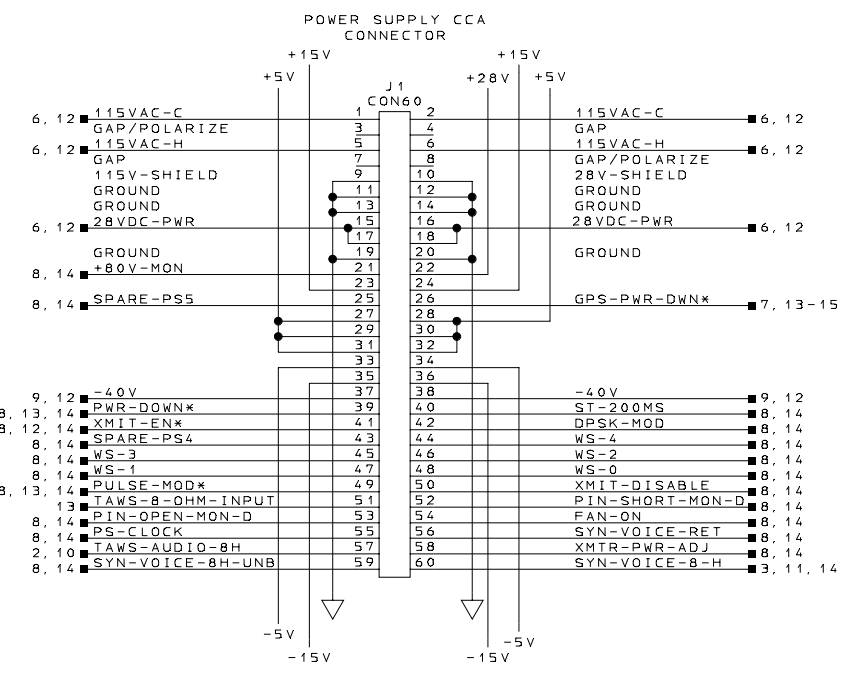 POWER SUPPLY CCA
CONNECTOR
+15V +15V
+5V +28V +5V
J1
CON60
6, 12 115VAC-C 1 2 115VAC-C 6, 12
GAP/POLARIZE 3 4 GAP
6, 12 115VAC-H 5 6 115VAC-H 6, 12
GAP 7 8 GAP/POLARIZE
115V-SHIELD 9 10 28V-SHIELD
GROUND 11 12 GROUND
GROUND 13 14 GROUND
6, 12 28VDC-PWR 15 16 28VDC-PWR 6, 12
17 18
GROUND 19 20 GROUND
8, 14 +80V-MON 21 22
23 24
8, 14 SPARE-PS5 25 26 GPS-PWR-DWN* 7, 13-15
27 28
29 30
31 32
33 34
35 36
9, 12 -40V 37 38 -40V 9, 12
8, 13, 14 PWR-DOWN* 39 40 ST-200MS 8, 14
8, 12, 14 XMIT-EN* 41 42 DPSK-MOD 8, 14
8, 14 SPARE-PS4 43 44 WS-4 8, 14
8, 14 WS-3 45 46 WS-2 8, 14
8, 14 WS-1 47 48 WS-0 8, 14
8, 13, 14 PULSE-MOD* 49 50 XMIT-DISABLE 8, 14
13 TAWS-8-OHM-INPUT 51 52 PIN-SHORT-MON-D 8, 14
8, 14 PIN-OPEN-MON-D 53 54 FAN-ON 8, 14
8, 14 PS-CLOCK 55 56 SYN-VOICE-RET 8, 14
2, 10 TAWS-AUDIO-8H 57 58 XMTR-PWR-ADJ 8, 14
8, 14 SYN-VOICE-8H-UNB 59 60 SYN-VOICE-8-H 3, 11, 14
-5V -5V
-15V -15V